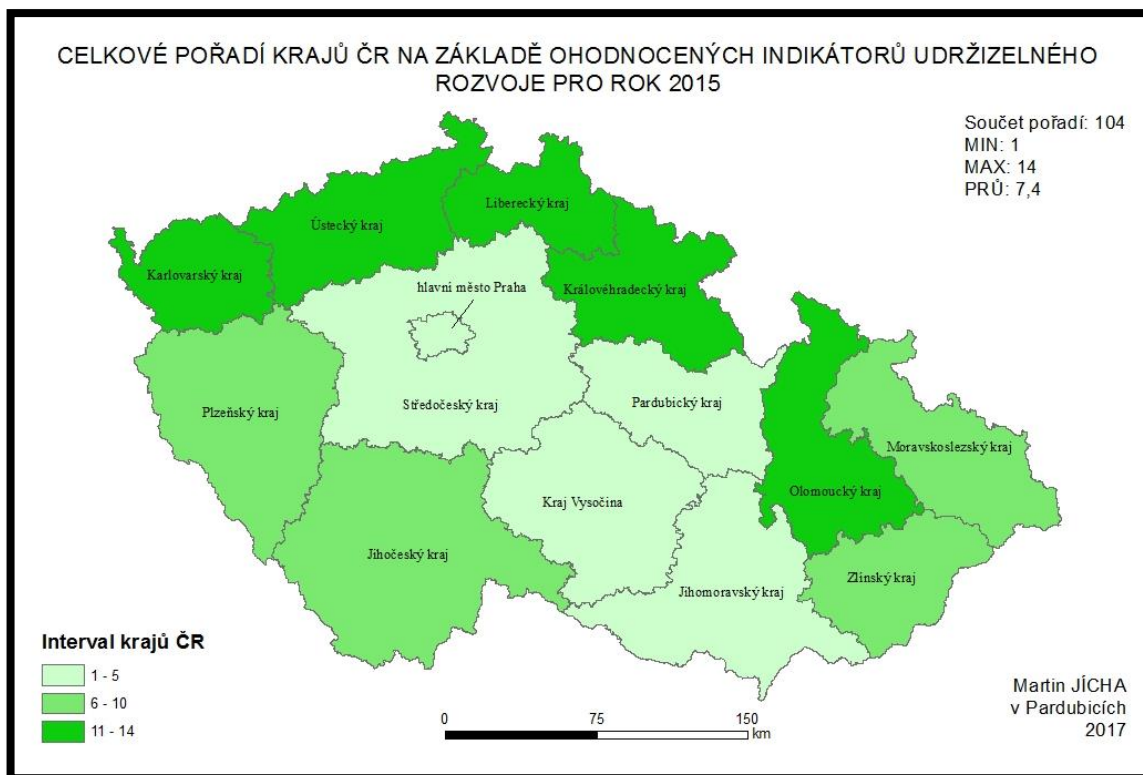 CELKOVÉ POŘADÍ KRAJŮ ČR NA ZÁKLADĚ OHODNOCENÝCH INDIKÁTORŮ UDRŽIZELNÉHO
ROZVOJE PRO ROK 2015
Součet pořadí: 104
MIN: 1
MAX: 14
PRŮ: 7,4
Liberecký kraj
Ústecký kraj
Karlovarský kraj
hlavní město Praha
Královéhradecký kraj
Plzeňský kraj
Středočeský kraj
Pardubický kraj
Moravskoslezský kraj
Olomoucký kraj
Kraj Vysočina
Jihočeský kraj
Zlínský kraj
Jihomoravský kraj
Interval krajů ČR
1 - 5
6 - 10
11 - 14
0 75 150
km
Martin JÍCHA
v Pardubicích
2017